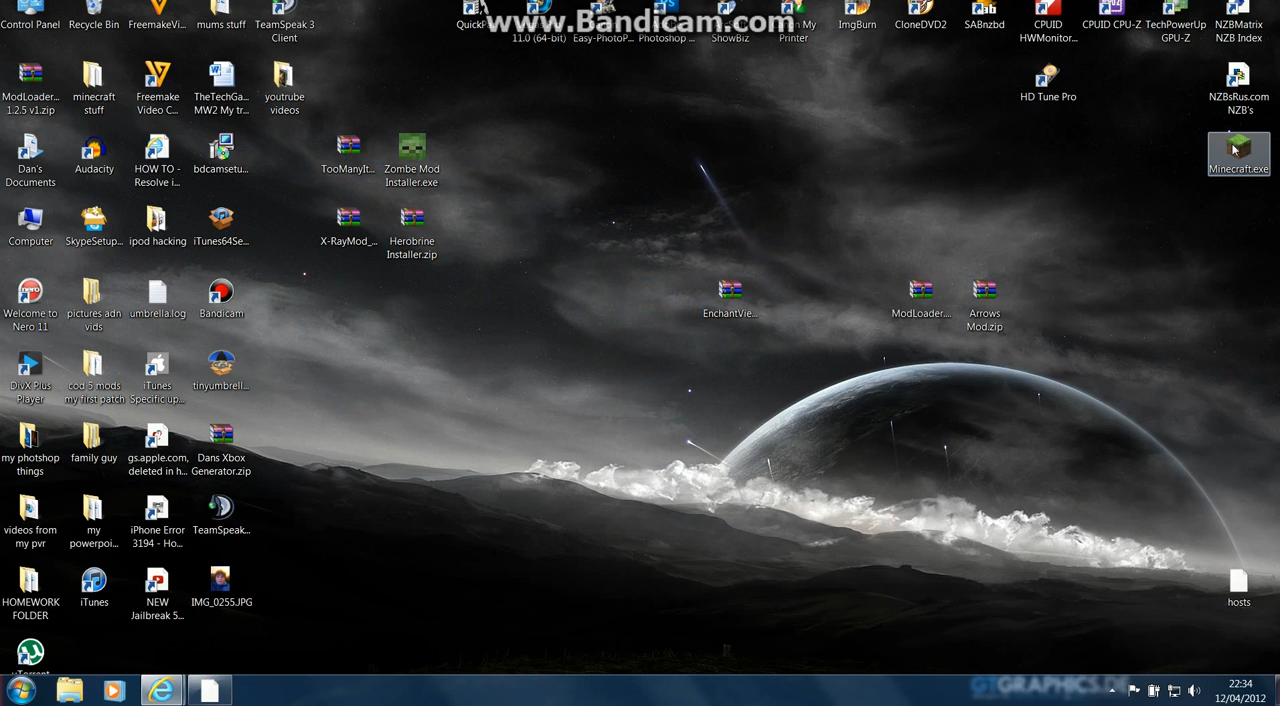 www.Bandicam.com
Control Panel
Recycle Bin
FreemakeVi...
mums stuff
TeamSpeak 3
Client
QuickP
11.0 (64-bit)
Easy-PhotoP...
Photoshop ...
ShowBiz
My
Printer
ImgBurn
CloneDVD2
SABnzbd
CPUID
HWMonitor...
CPUID CPU-Z
TechPowerUp
GPU-Z
NZBMatrix
NZB Index
ModLoader...
1.2.5 v1.zip
minecraft
stuff
Freemake
Video C...
TheTechGa...
MW2 My tr...
youtrube
videos
HD Tune Pro
NZBsRus.com
NZB's
Dan's
Documents
Audacity
HOW TO -
Resolve i...
bdcamsetu...
TooManyIt...
Zombe Mod
Installer.exe
Minecraft.exe
Computer
SkypeSetup...
ipod hacking
iTunes64Se...
X-RayMod_...
Herobrine
Installer.zip
Welcome to
Nero 11
pictures adn
vids
umbrella.log
Bandicam
EnchantVie...
ModLoader....
Arrows
Mod.zip
DivX Plus
Player
cod 5 mods
my first patch
iTunes
Specific up...
tinyumbrell...
my photshop
things
family guy
gs.apple.com,
deleted in h...
Dans Xbox
Generator.zip
videos from
my pvr
my
powerpoi...
iPhone Error
3194 - Ho...
TeamSpeak...
HOMEWORK
FOLDER
iTunes
NEW
Jailbreak 5...
IMG_0255.JPG
hosts
uTorrent
GTGRAPHICS.DE
22:34
12/04/2012